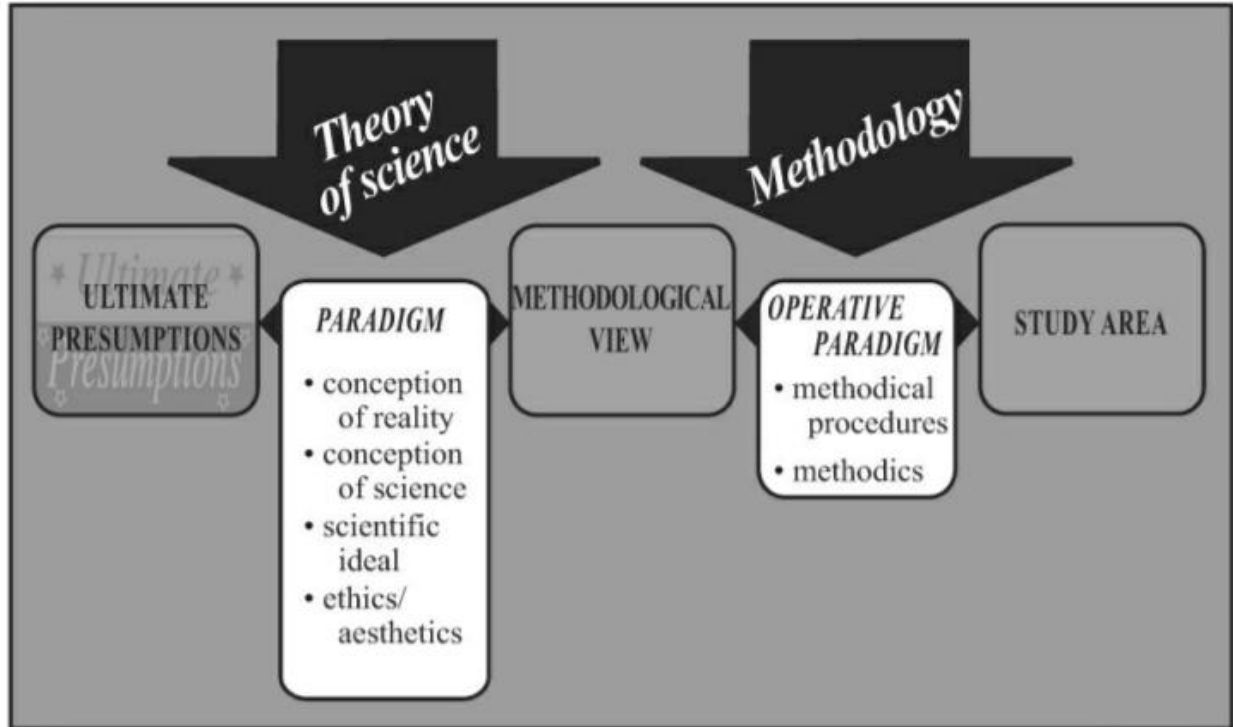 Theory
of science
Methodology
Ultimate
Presumptions
ULTIMATE
PRESUMPTIONS
PARADIGM
• conception
of reality
• conception
of science
• scientific
ideal
• ethics/
aesthetics
METHODOLOGICAL
VIEW
OPERATIVE
PARADIGM
• methodical
procedures
• methodics
STUDY AREA